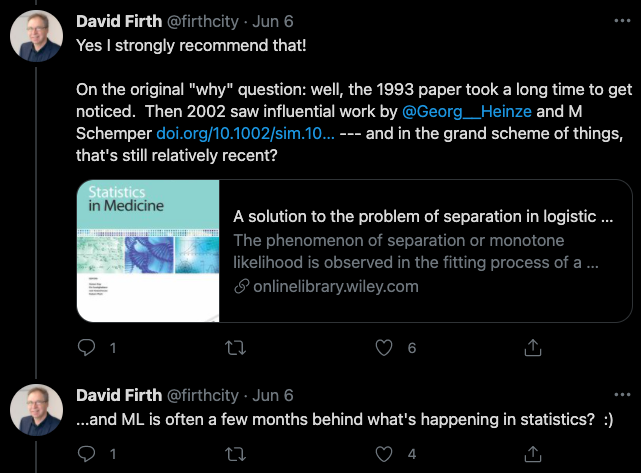 David Firth @firthcity · Jun 6
Yes I strongly recommend that!
On the original "why" question: well, the 1993 paper took a long time to get
noticed.  Then 2002 saw influential work by @Georg__Heinze and M
Schemper doi.org/10.1002/sim.10... --- and in the grand scheme of things,
that's still relatively recent?
Statistics
in Medicine
A solution to the problem of separation in logistic ...
The phenomenon of separation or monotone
likelihood is observed in the fitting process of a ...
onlinelibrary.wiley.com
1 6
David Firth @firthcity · Jun 6
...and ML is often a few months behind what's happening in statistics?  :)
1 4